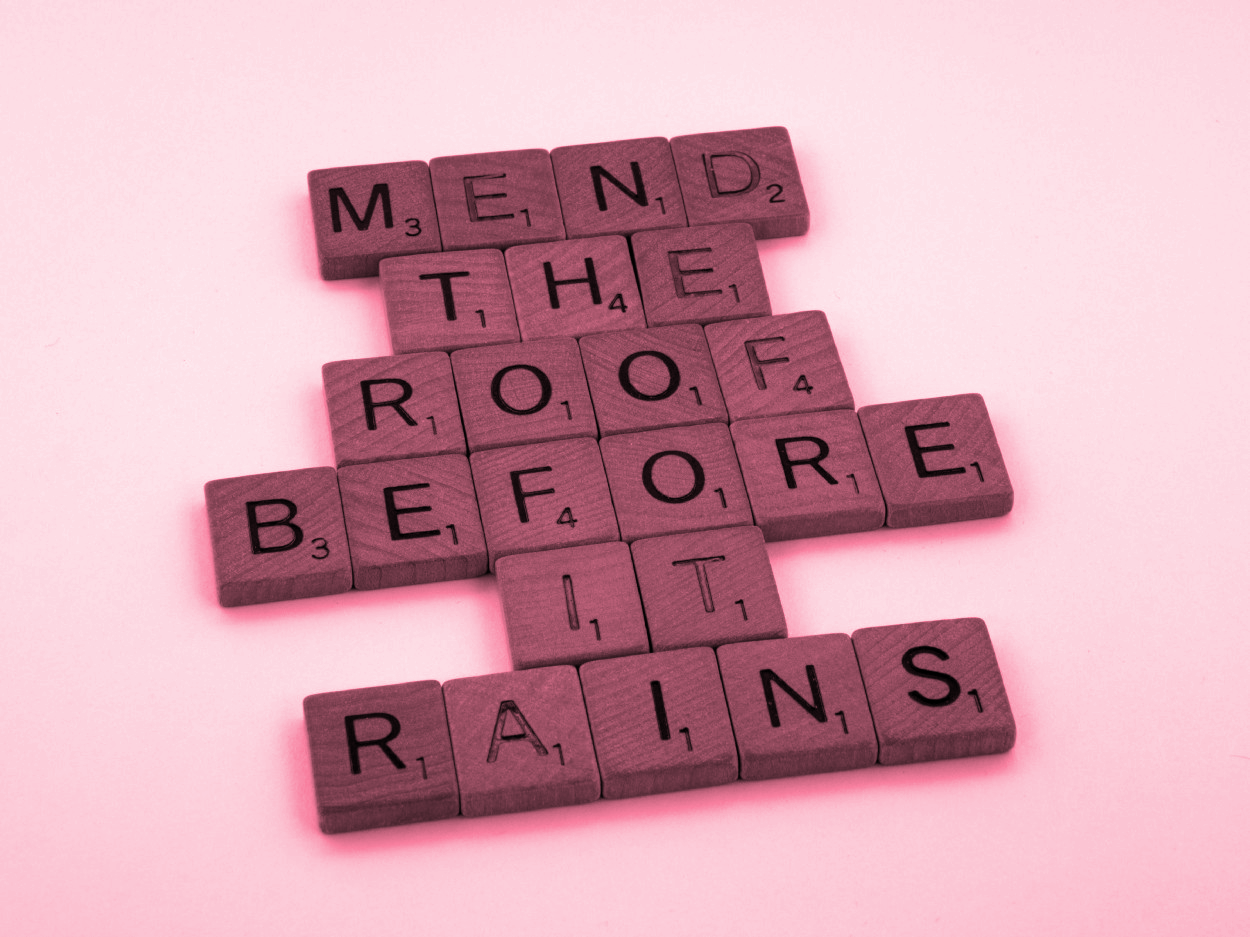 MEND
THE
ROOF
BEFORE
IT
RAINS